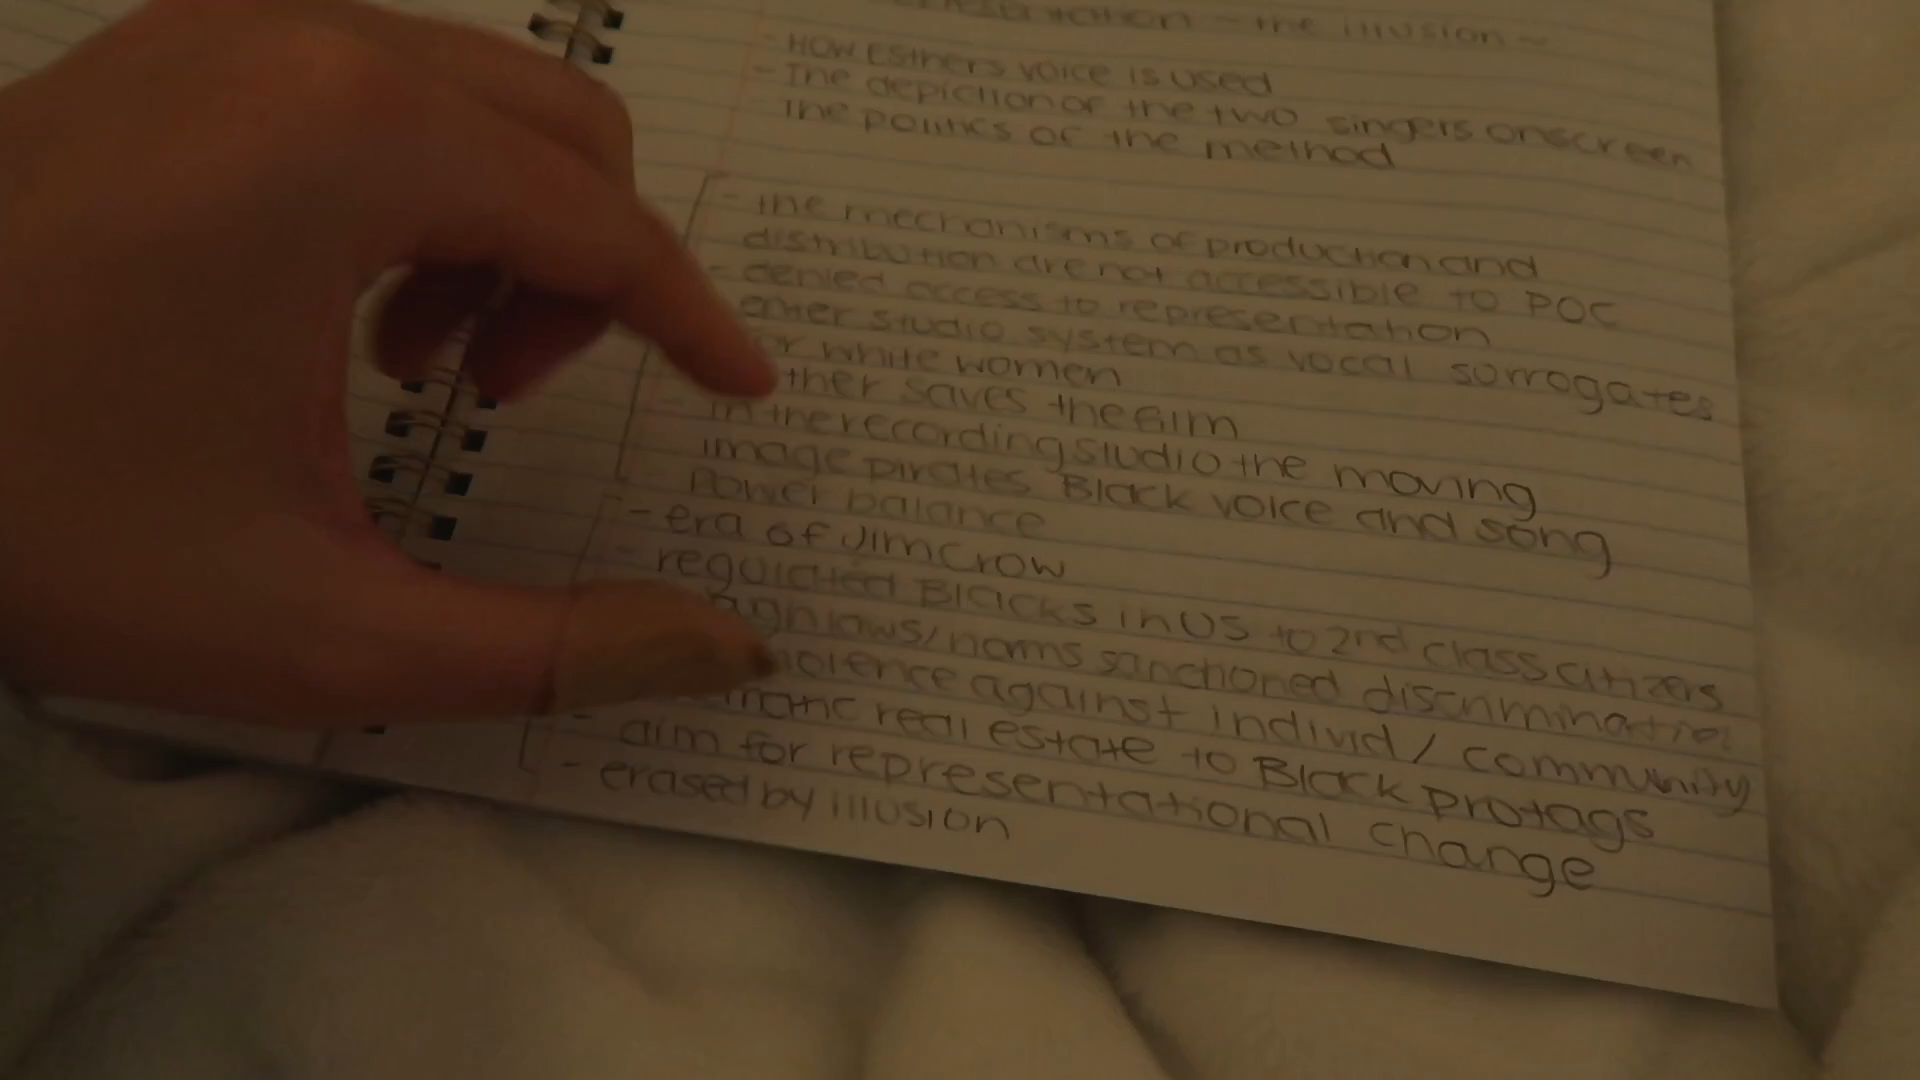 - the illusion -
- How Esthers voice is used
- The depiction of the two singers onscreen
The politics of the method
- the mechanisms of production and
distribution are not accessible to POC
- denied access to representation
enter studio system as vocal surrogates
for white women
ther saves the film
in the recording studio the moving
image pirates Black voice and song
Power balance
- era of Jim Crow
- regulated Blacks in US to 2nd class citizens
laws/norms sanctioned discrimination
violence against individ/community
real estate to Black protags
- aim for representational change
- erased by illusion